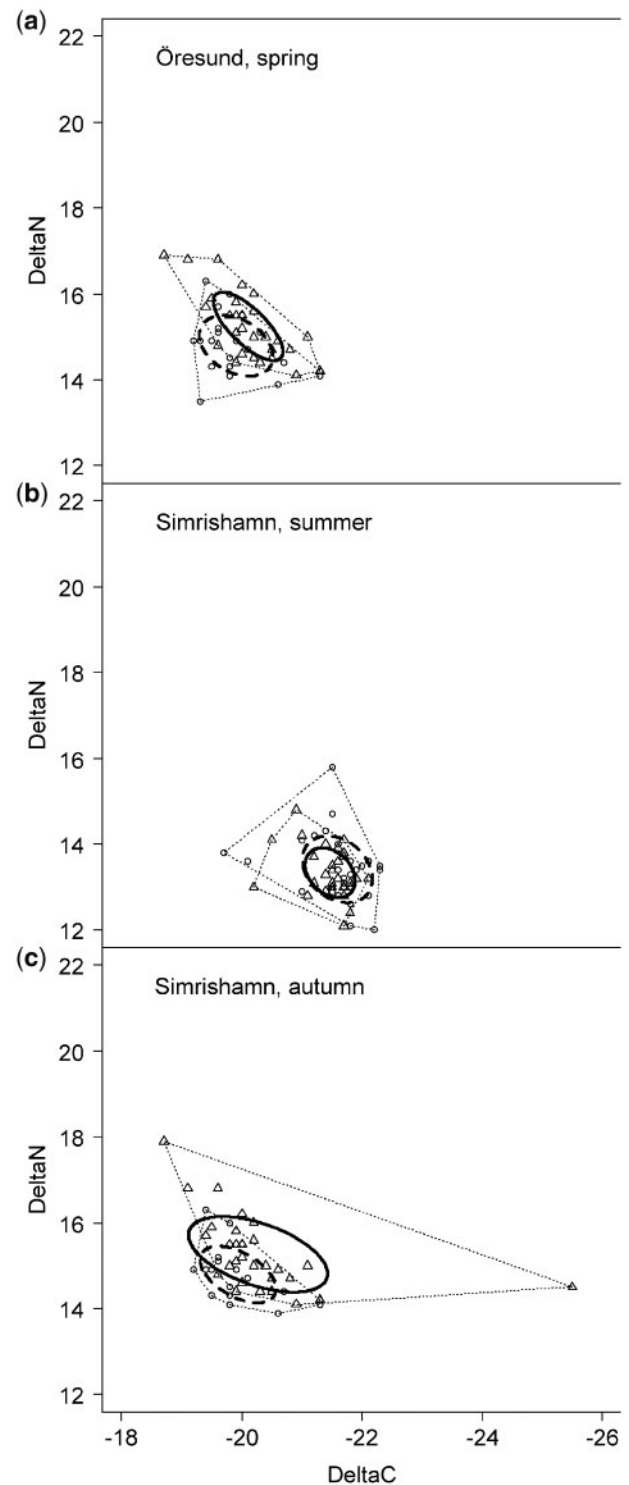 (a)
Öresund, spring
22
20
18
16
14
12
DeltaN
(b)
Simrishamn, summer
22
20
18
16
14
12
DeltaN
(c)
Simrishamn, autumn
22
20
18
16
14
12
DeltaN
-18 -20 -22 -24 -26
DeltaC